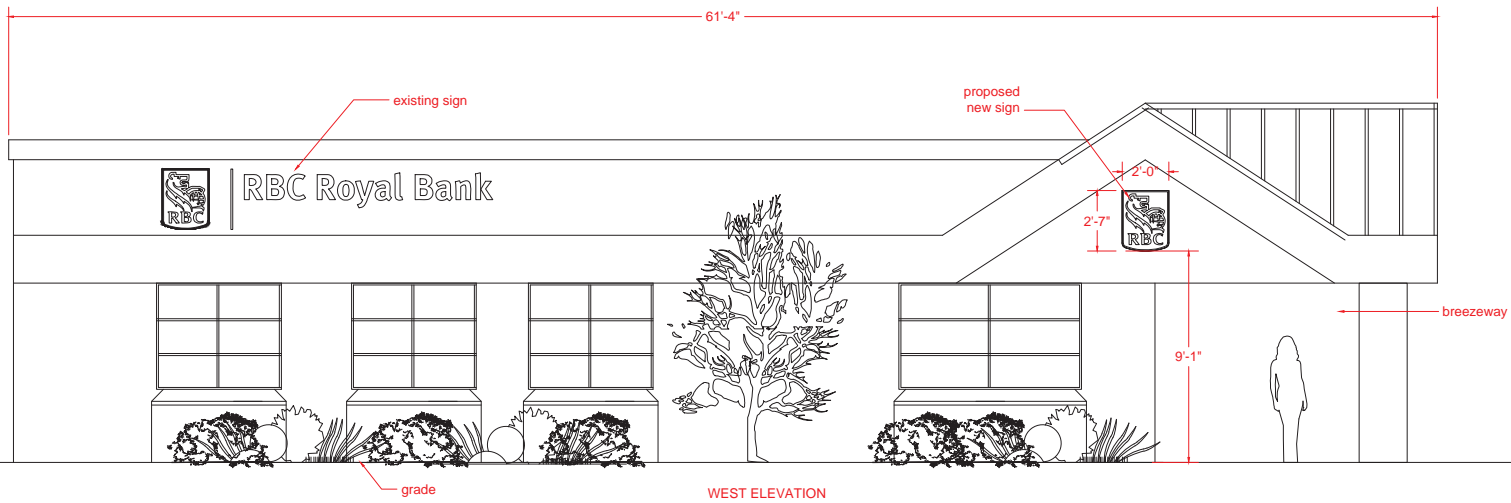 61'-4"
existing sign
proposed
new sign
RBC
RBC Royal Bank
2'-0"
2'-7"
RBC
breezeway
9'-1"
grade
WEST ELEVATION